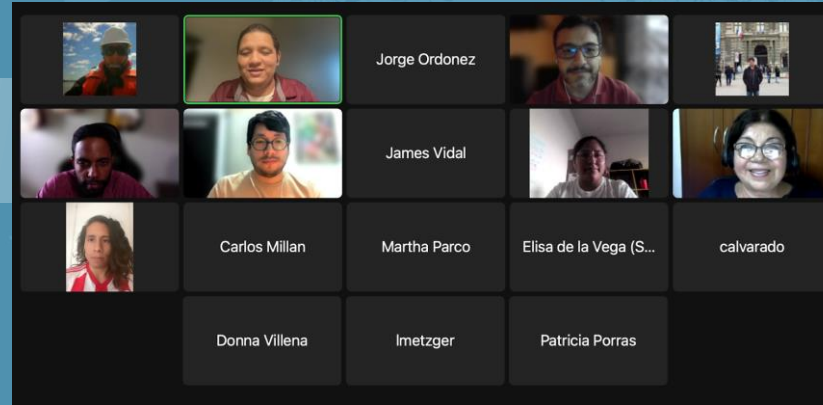 Jorge Ordonez
James Vidal
Carlos Millan
Martha Parco
Elisa de la Vega (S...
calvarado
Donna Villena
lmetzger
Patricia Porras